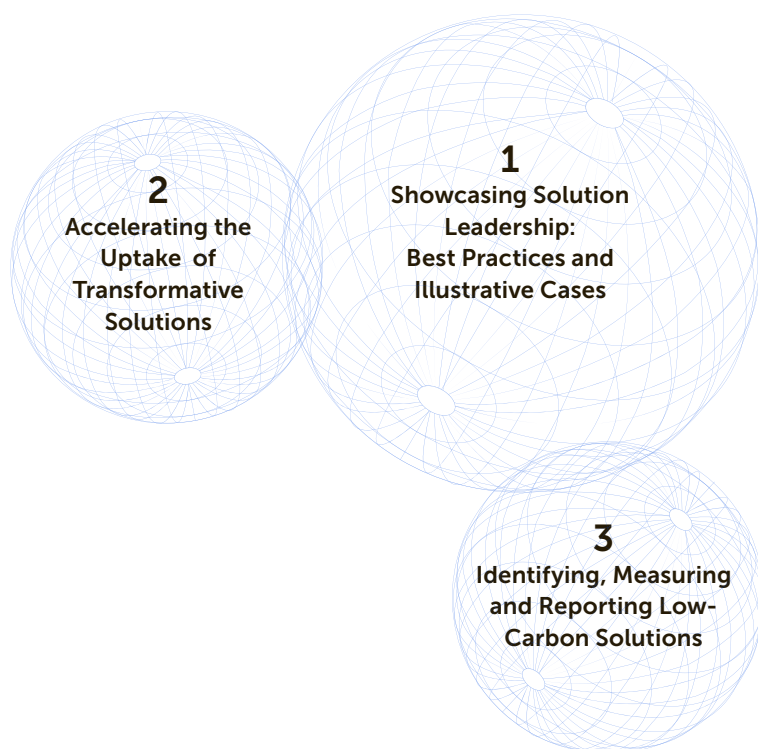 1
Showcasing Solution
Leadership:
Best Practices and
Illustrative Cases
2
Accelerating the
Uptake of
Transformative
Solutions
3
Identifying, Measuring
and Reporting Low-
Carbon Solutions